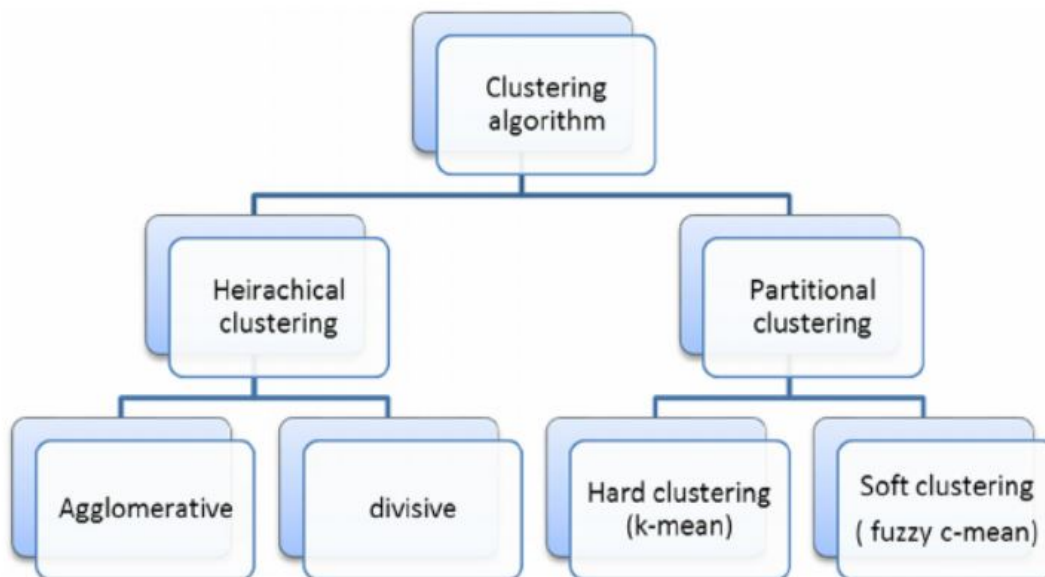 Clustering
algorithm
Heirachical
clustering
Partitional
clustering
Agglomerative
divisive
Hard clustering
(k-mean)
Soft clustering
( fuzzy c-mean)